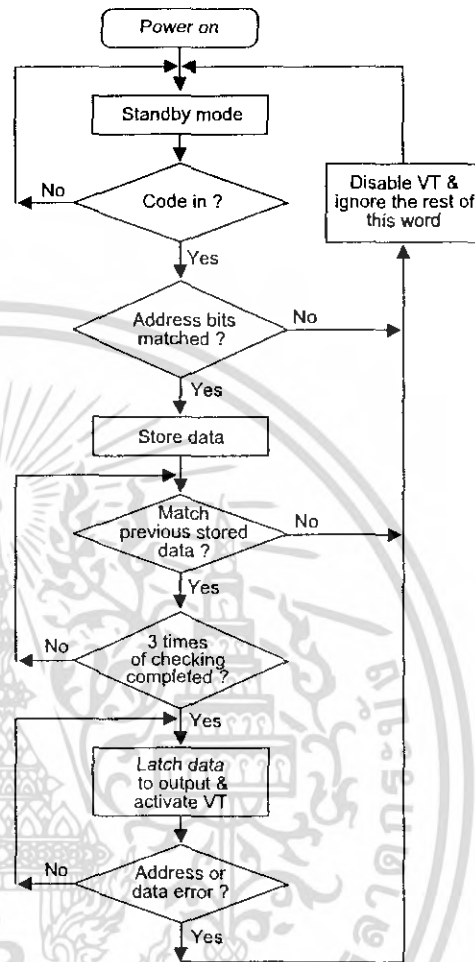 Power on
Standby mode
No
Code in ?
Disable VT &
ignore the rest of
this word
Yes
Address bits
matched ?
No
Yes
Store data
Match
previous stored
data ?
No
Yes
No
3 times
of checking
completed ?
Yes
Latch data
to output &
activate VT
No
Address or
data error ?
Yes